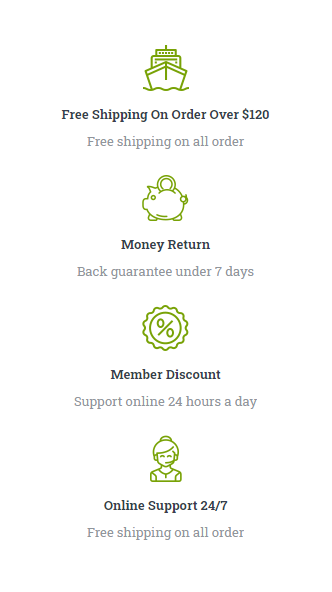 Free Shipping On Order Over $120
Free shipping on all order
Money Return
Back guarantee under 7 days
%
Member Discount
Support online 24 hours a day
Online Support 24/7
Free shipping on all order